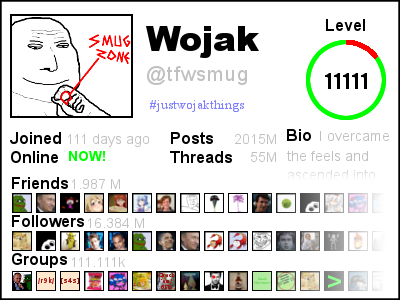 SMUG
ZONE
Wojak
@tfwsmug
#justwojakthings
Level
11111
Joined 111 days ago
Online NOW!
Posts 2015M
Threads 55M
Bio I overcame
the feels and
ascended into
Friends 1.987 M
Followers 16.384 M
Groups 111.111k
/r9k/ [s4s]
>